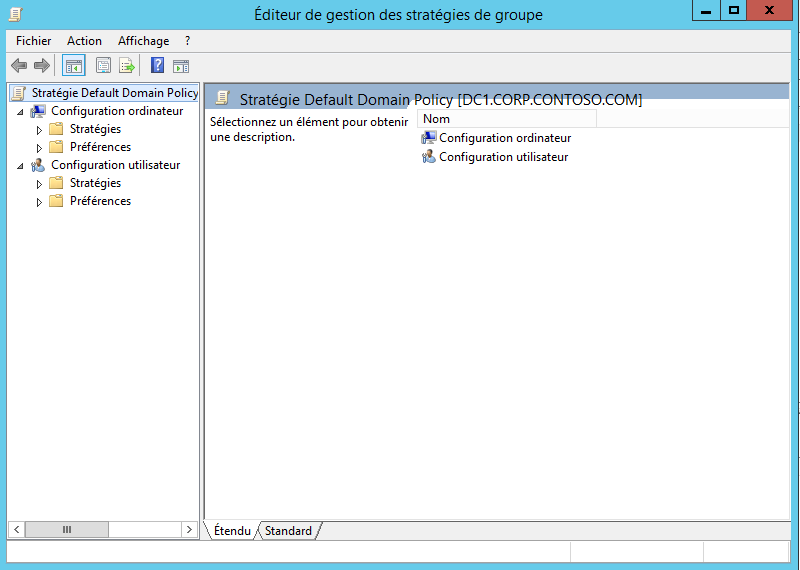 Éditeur de gestion des stratégies de groupe
Fichier Action Affichage ?
Stratégie Default Domain Policy
Configuration ordinateur
Stratégies
Préférences
Configuration utilisateur
Stratégies
Préférences
Stratégie Default Domain Policy [DC1.CORP.CONTOSO.COM]
Sélectionnez un élément pour obtenir
une description.
Nom
Configuration ordinateur
Configuration utilisateur
Étendu Standard